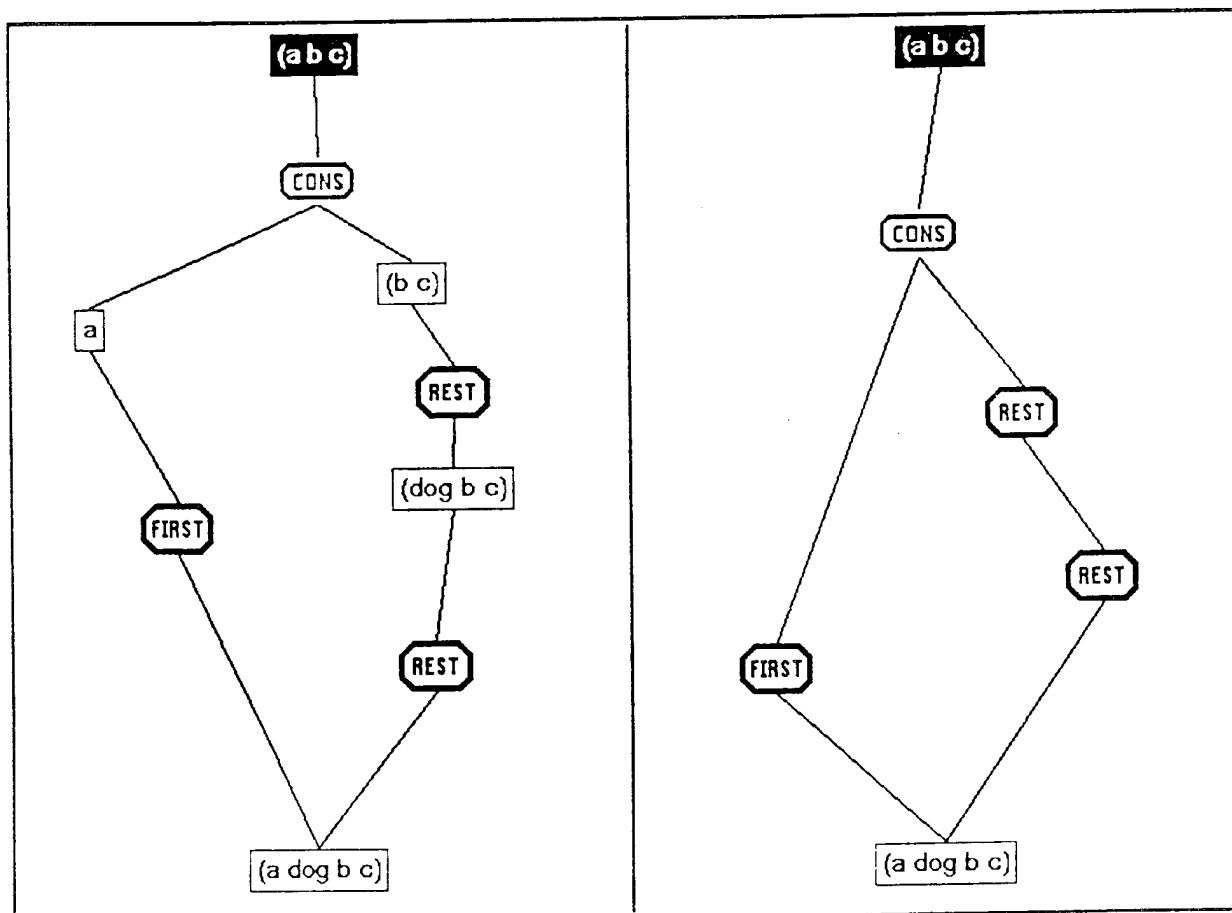 (a b c)
CONS
(b c)
a
REST
(dog b c)
FIRST
REST
(a dog b c)
(a b c)
CONS
REST
REST
FIRST
(a dog b c)